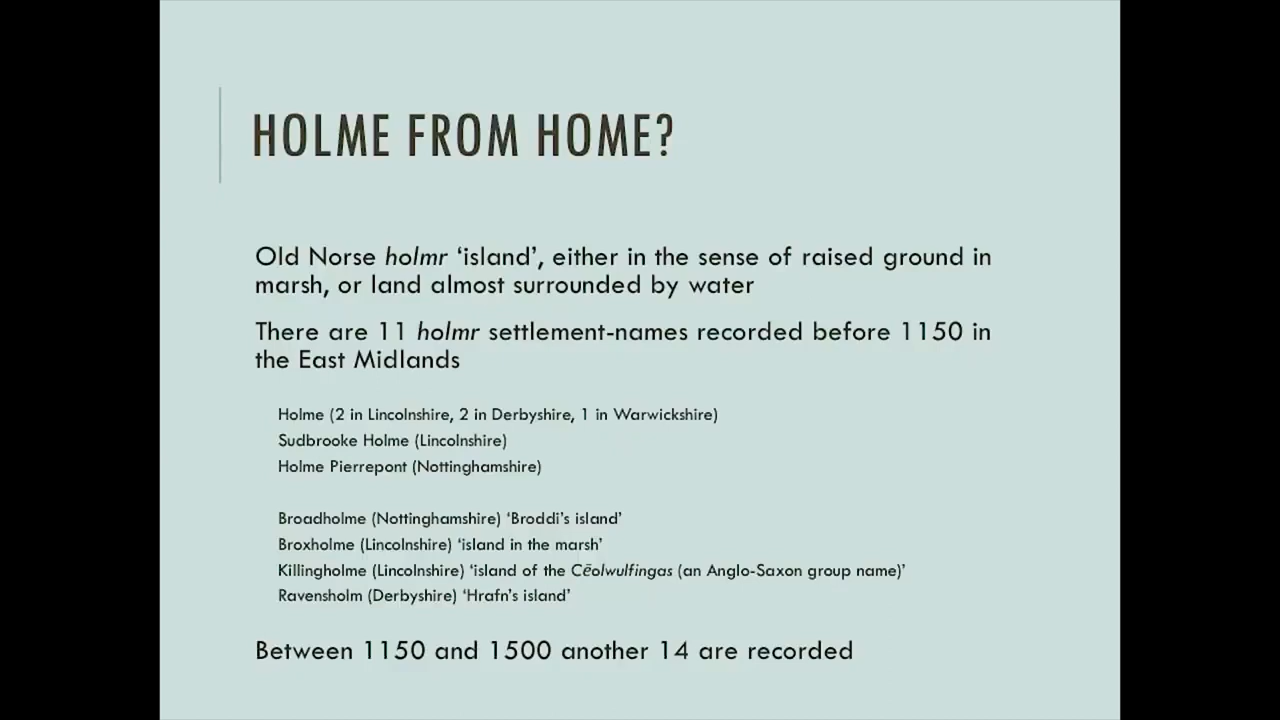 HOLME FROM HOME?
Old Norse holmr ‘island’, either in the sense of raised ground in
marsh, or land almost surrounded by water
There are 11 holmr settlement-names recorded before 1150 in
the East Midlands
Holme (2 in Lincolnshire, 2 in Derbyshire, 1 in Warwickshire)
Sudbrooke Holme (Lincolnshire)
Holme Pierrepont (Nottinghamshire)
Broadholme (Nottinghamshire) ‘Broddi’s island’
Broxholme (Lincolnshire) ‘island in the marsh’
Killingholme (Lincolnshire) ‘island of the Cēolwulfingas (an Anglo-Saxon group name)’
Ravensholm (Derbyshire) ‘Hrafn’s island’
Between 1150 and 1500 another 14 are recorded